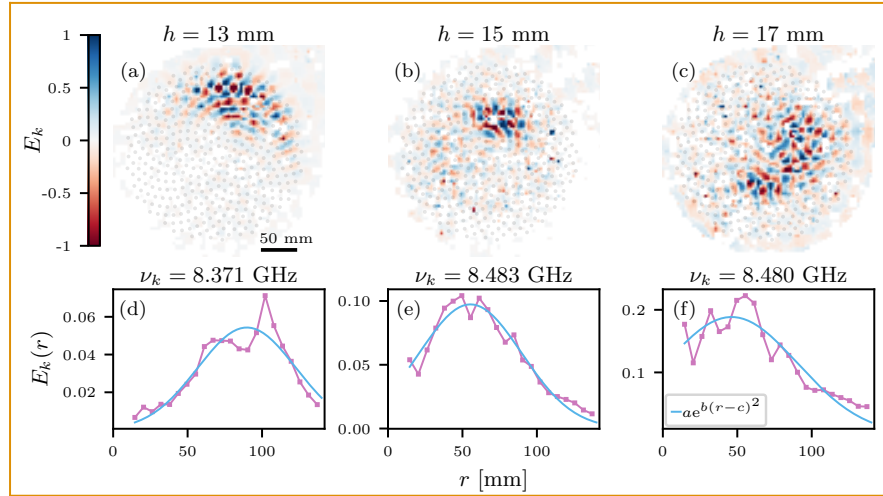 h = 13 mm
h = 15 mm
h = 17 mm
1
0.5
0
-0.5
-1
E_k
(a)
(b)
(c)
50 mm
ν_k = 8.371 GHz
ν_k = 8.483 GHz
ν_k = 8.480 GHz
(d)
(e)
(f)
E_k(r)
0.06
0.04
0.02
0.10
0.05
0.00
0.2
0.1
ae^{b(r−c)^2}
0 50 100
0 50 100
0 50 100
r [mm]